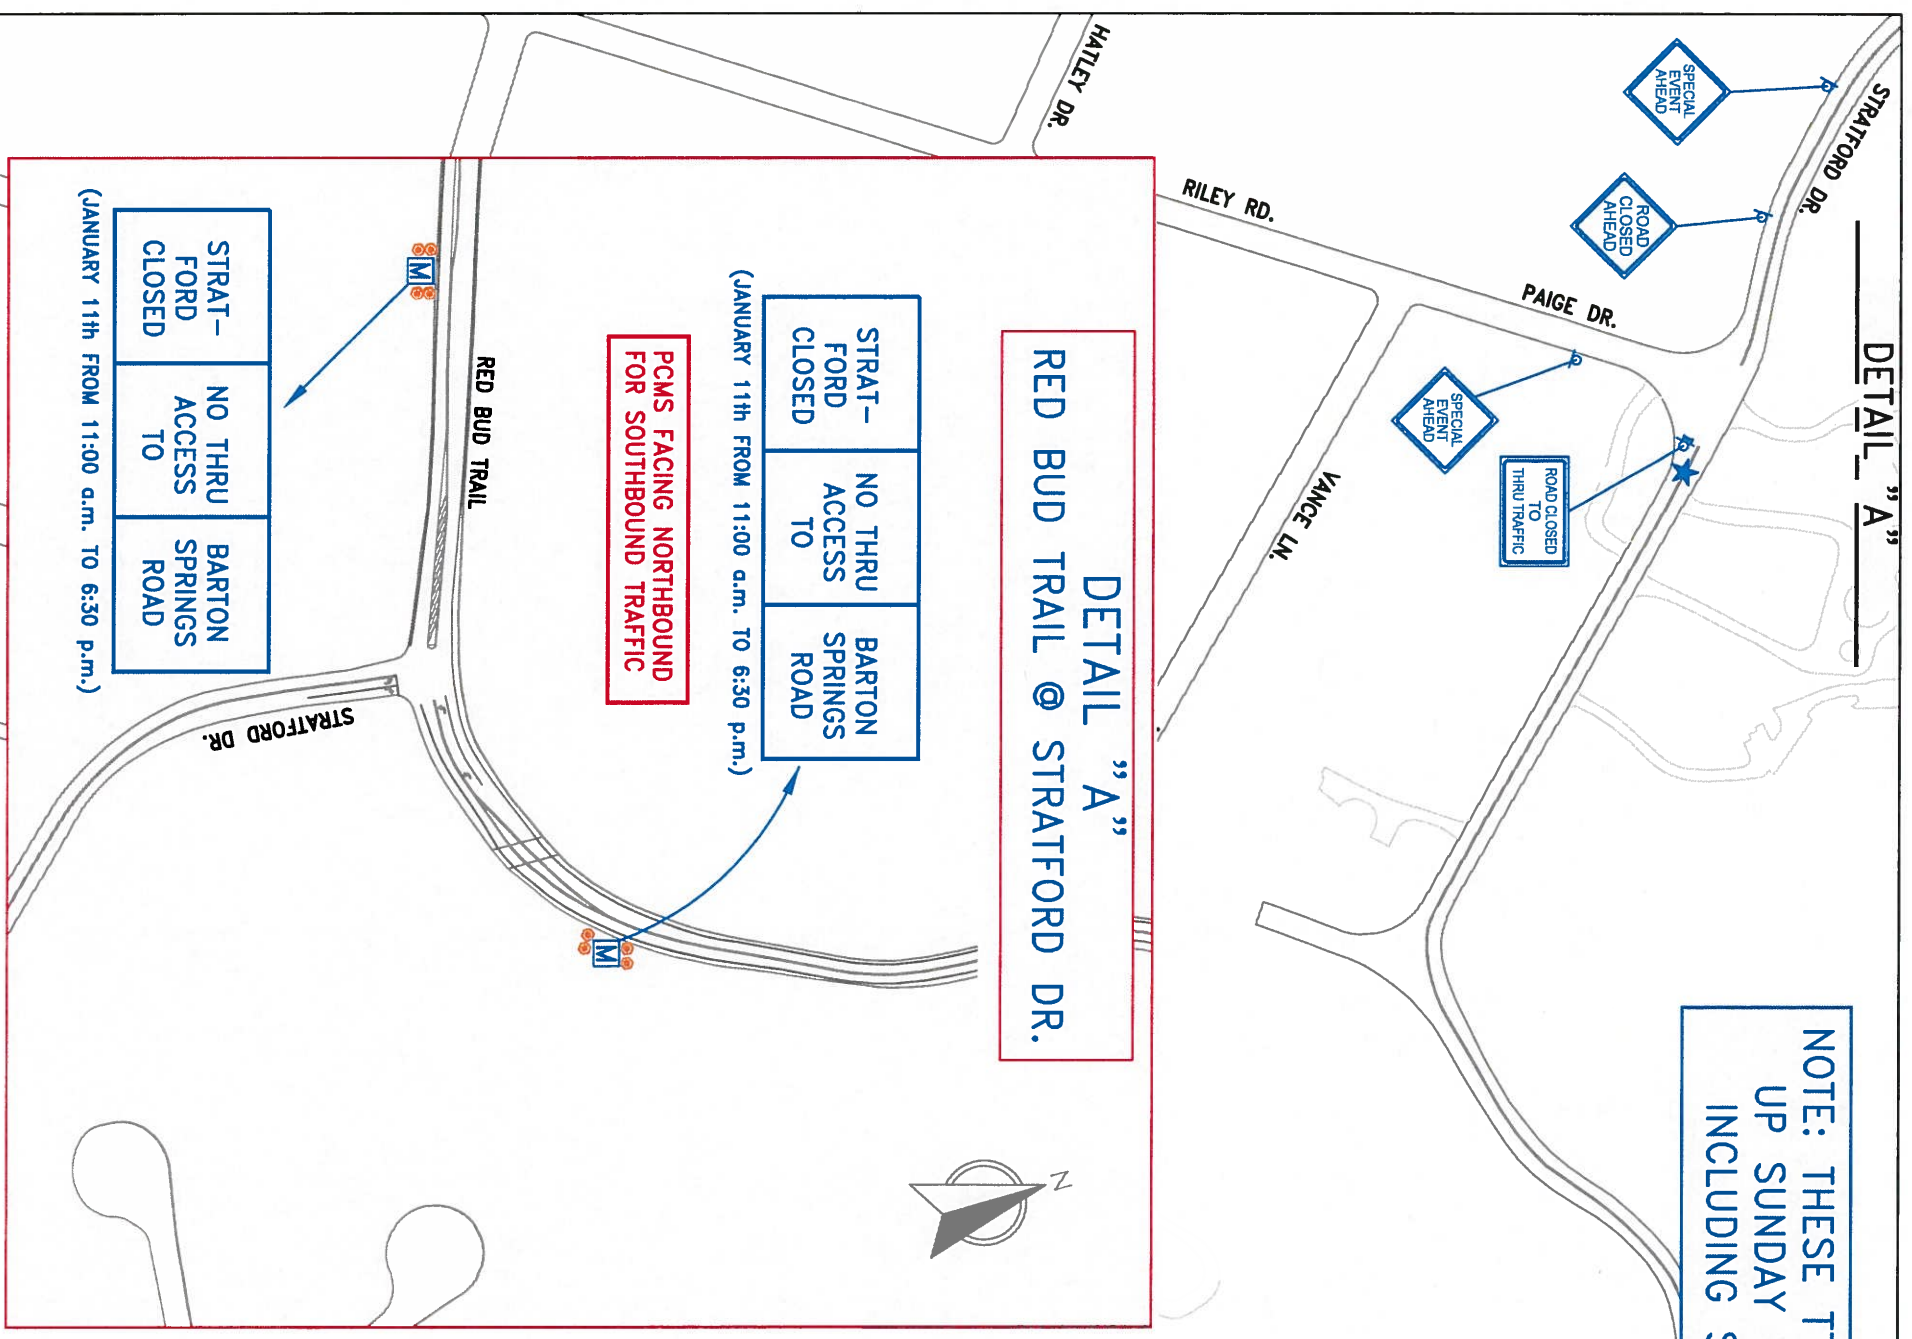 DETAIL "A"
STRATFORD DR.
SPECIAL
EVENT
AHEAD
ROAD
CLOSED
AHEAD
HATLEY DR.
RILEY RD.
PAIGE DR.
SPECIAL
EVENT
AHEAD
ROAD CLOSED
TO
THRU TRAFFIC
VANCE LN.
NOTE: THESE
UP SUNDAY
INCLUDING
DETAIL "A"
RED BUD TRAIL @ STRATFORD DR.
STRAT-
FORD
CLOSED
NO THRU
ACCESS
TO
BARTON
SPRINGS
ROAD
(JANUARY 11th FROM 11:00 a.m. TO 6:30 p.m.)
PCMS FACING NORTHBOUND
FOR SOUTHBOUND TRAFFIC
M
RED BUD TRAIL
M
STRATFORD DR.
STRAT-
FORD
CLOSED
NO THRU
ACCESS
TO
BARTON
SPRINGS
ROAD
(JANUARY 11th FROM 11:00 a.m. TO 6:30 p.m.)
N